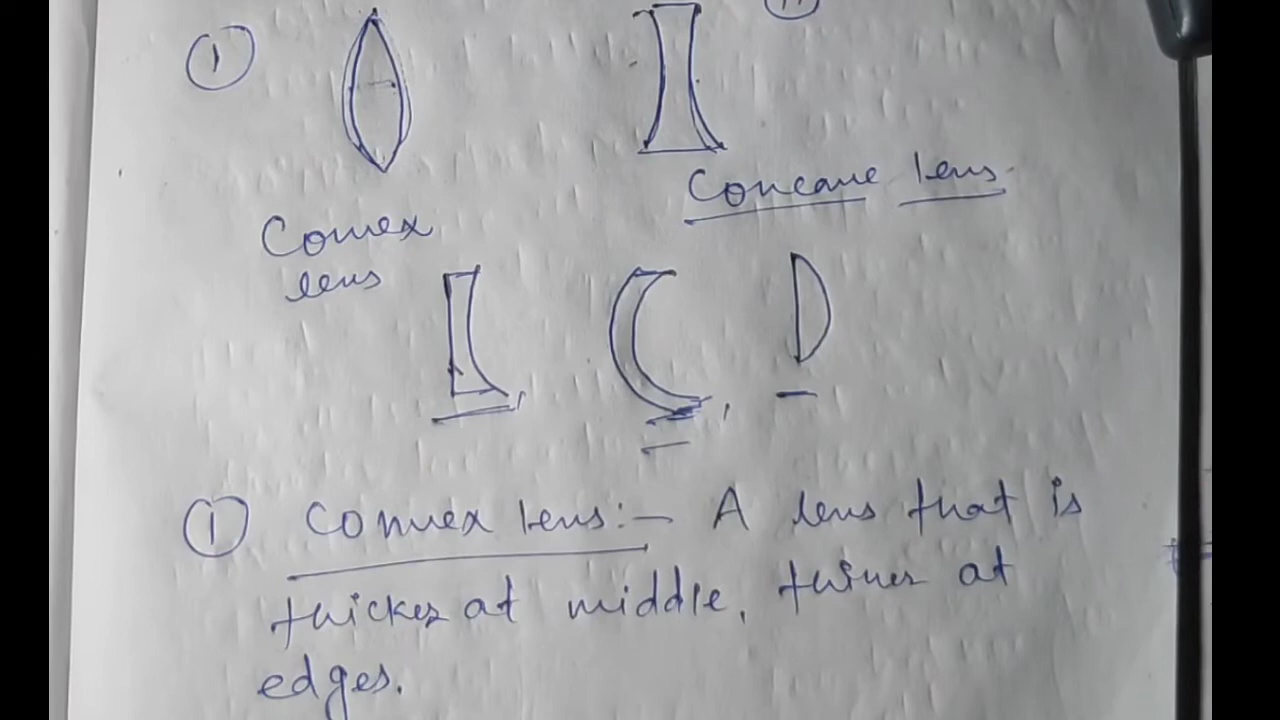 ①
Convex
lens
Concave lens.
① Convex lens:- A lens that is
thicker at middle, thiner at
edges.